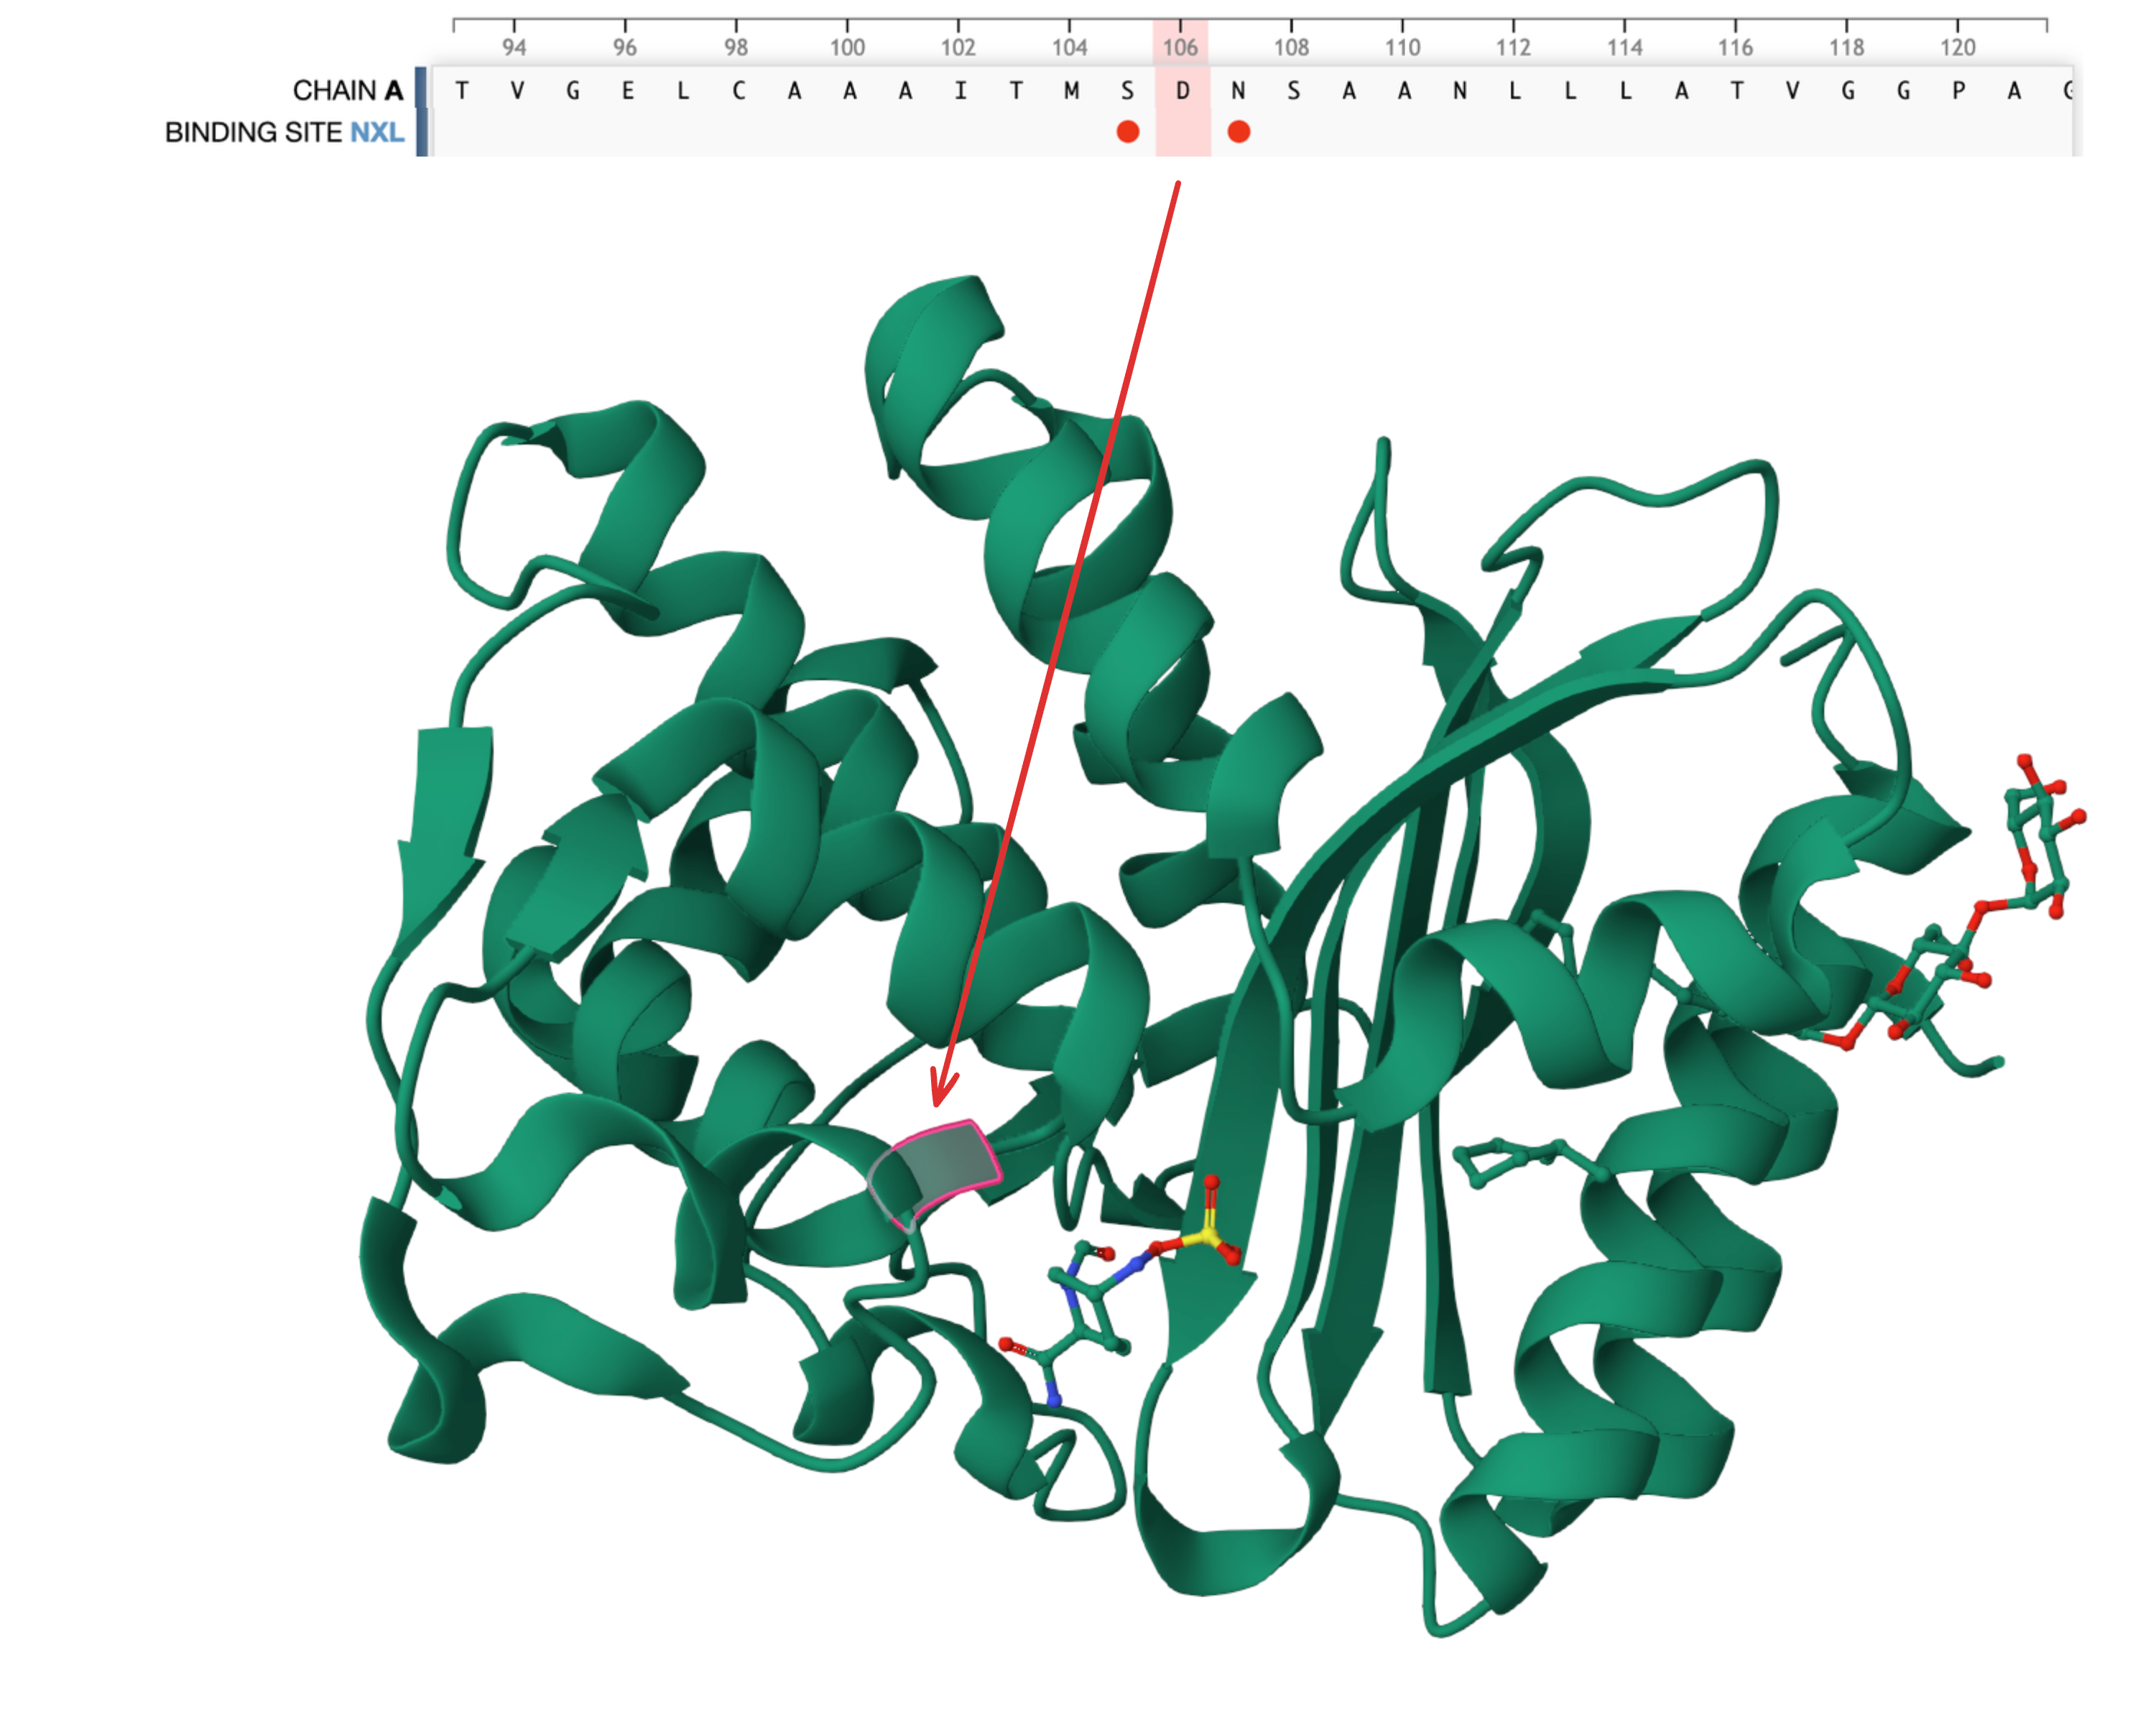 94 96 98 100 102 104 106 108 110 112 114 116 118 120
CHAIN A T V G E L C A A A I T M S D N S A A N L L L A T V G G P A G
BINDING SITE NXL